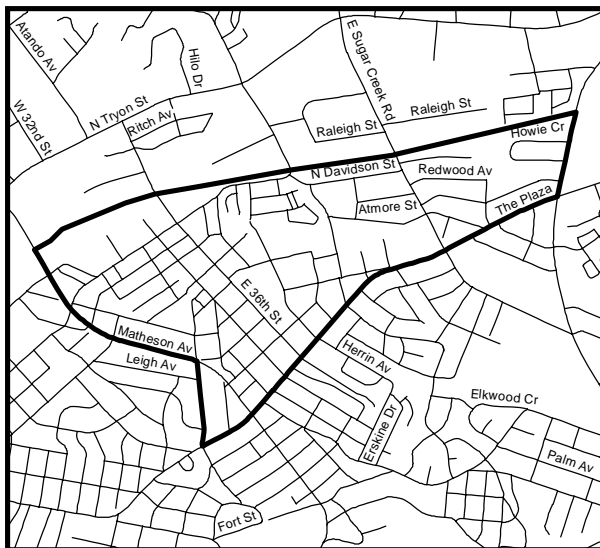 Atando Av
Hilo Dr
E Sugar Creek Rd
W 32nd St
N Tryon St
Ritch Av
Raleigh St
Raleigh St
Howie Cr
N Davidson St
Redwood Av
The Plaza
Atmore St
E 36th St
Matheson Av
Leigh Av
Herrin Av
Elkwood Cr
Erskine Dr
Palm Av
Fort St